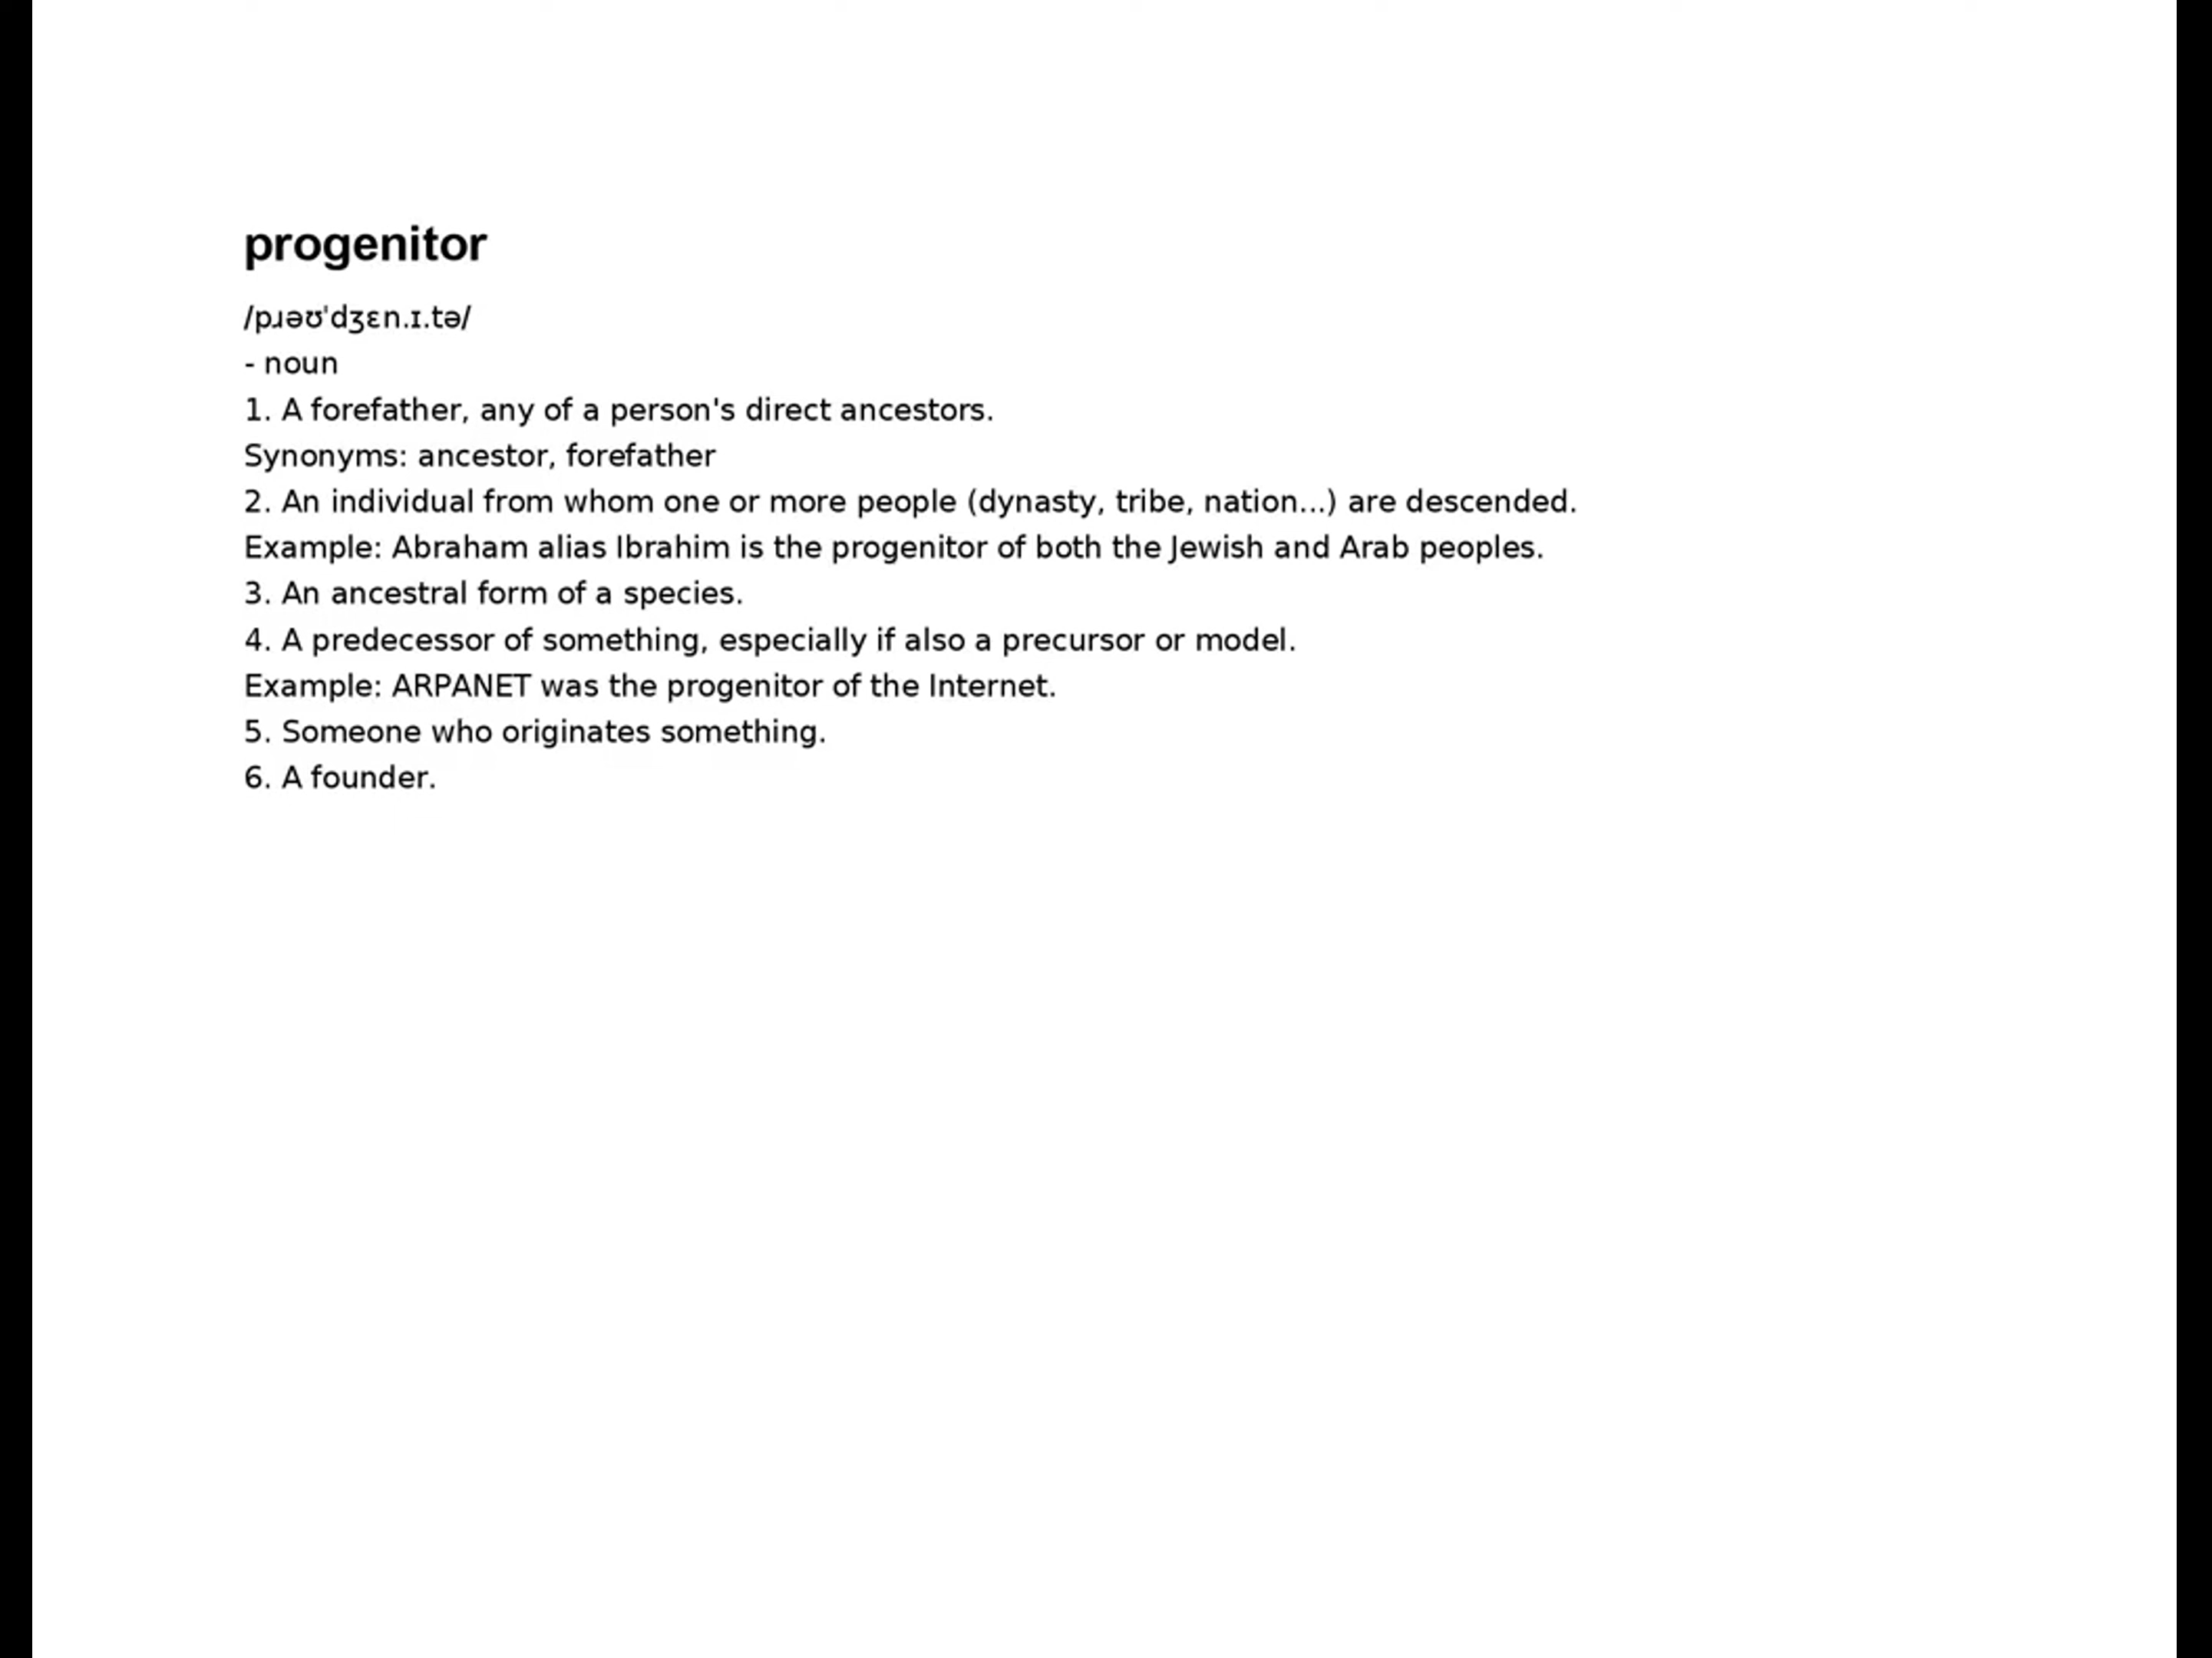 progenitor
/pɹəʊˈdʒɛn.ɪ.tə/
- noun
1. A forefather, any of a person's direct ancestors.
Synonyms: ancestor, forefather
2. An individual from whom one or more people (dynasty, tribe, nation...) are descended.
Example: Abraham alias Ibrahim is the progenitor of both the Jewish and Arab peoples.
3. An ancestral form of a species.
4. A predecessor of something, especially if also a precursor or model.
Example: ARPANET was the progenitor of the Internet.
5. Someone who originates something.
6. A founder.